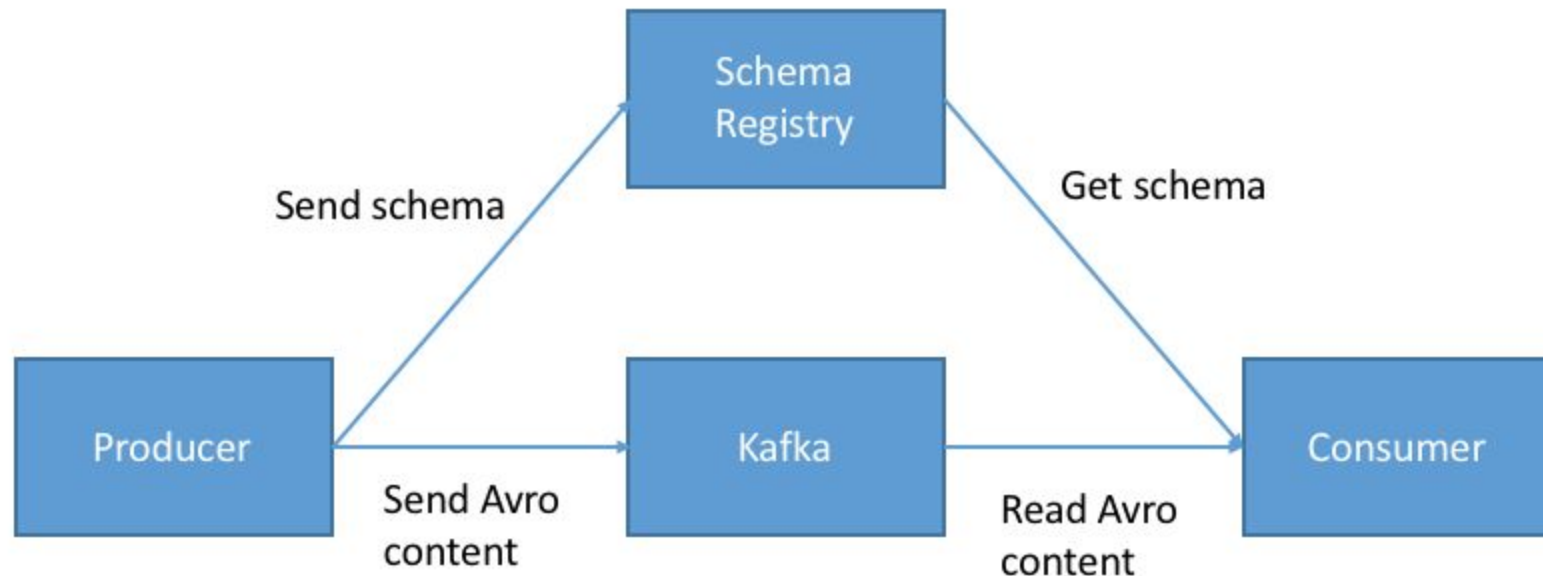 Schema
Registry
Send schema
Get schema
Producer
Kafka
Consumer
Send Avro
content
Read Avro
content